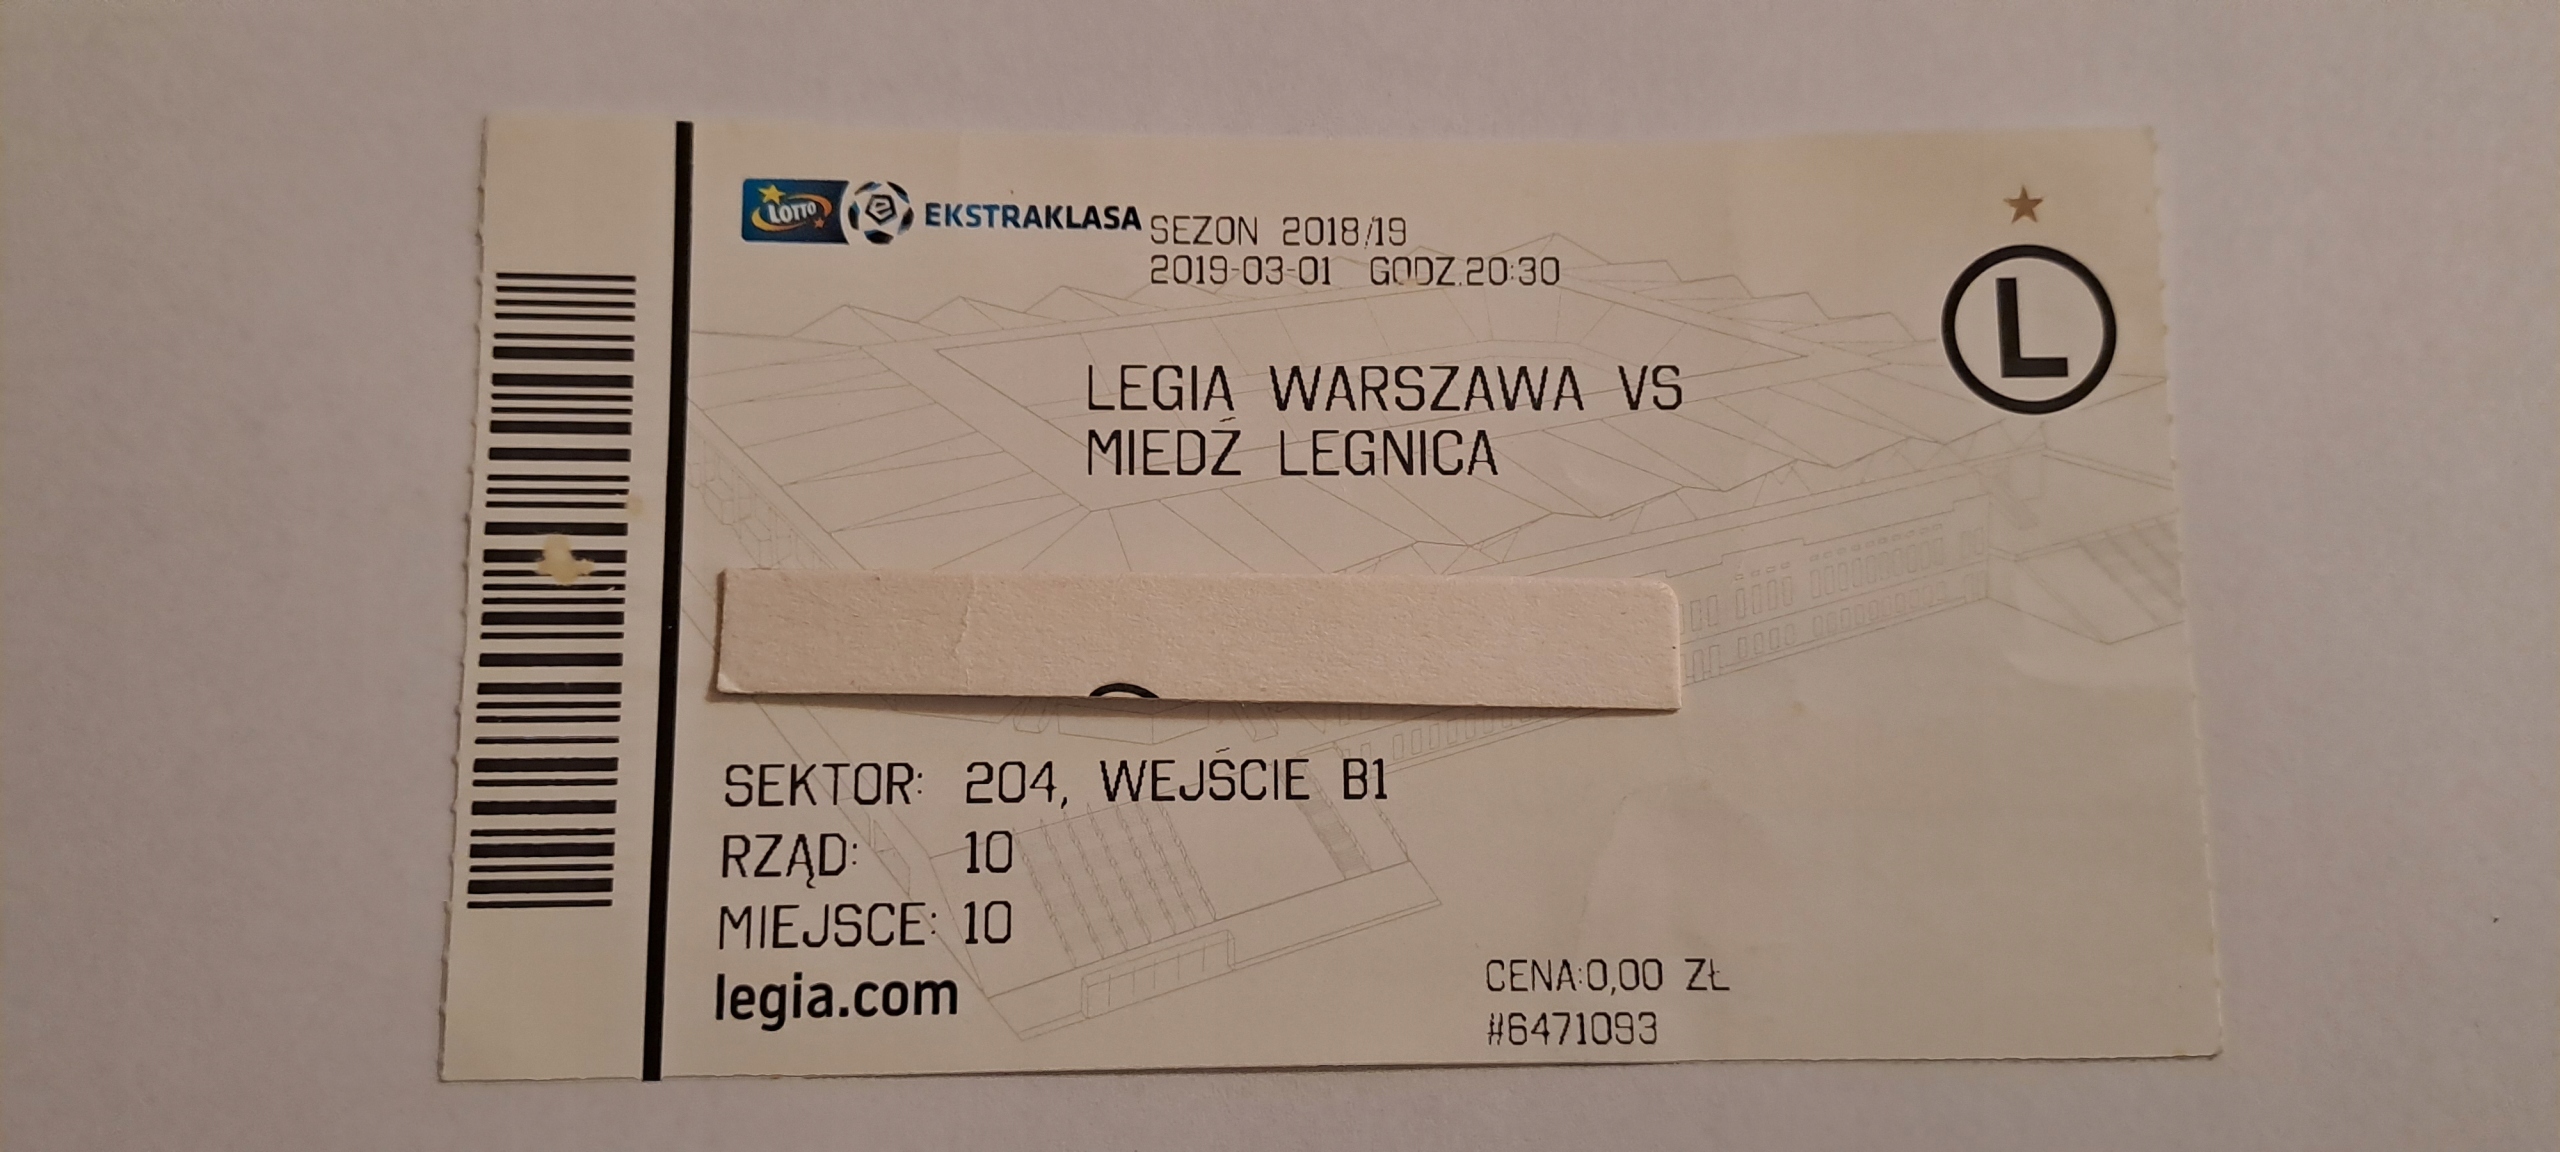 LOTTO EKSTRAKLASA SEZON 2018/19
2019-03-01 GODZ.20:30
L
LEGIA WARSZAWA VS
MIEDŹ LEGNICA
SEKTOR: 204, WEJŚCIE B1
RZĄD: 10
MIEJSCE: 10
legia.com
CENA:0,00 ZŁ
#6471093